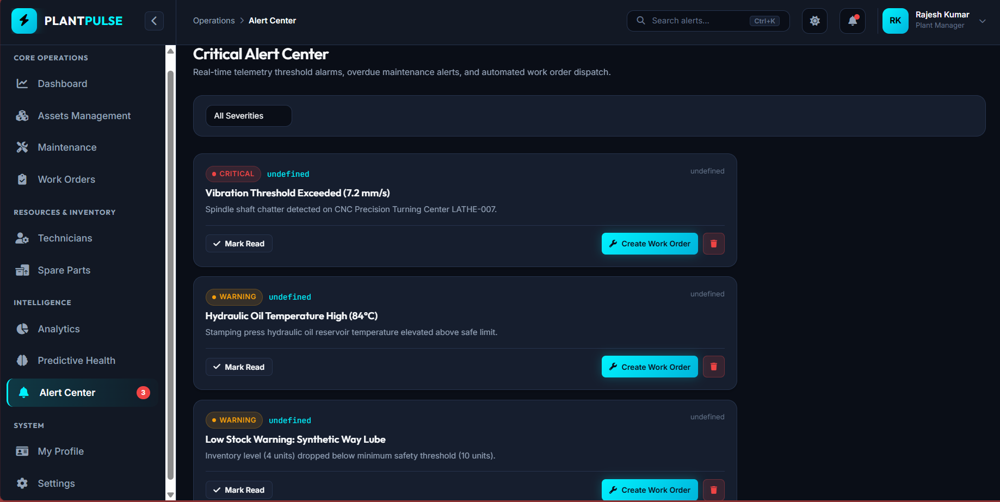 PLANTPULSE
Operations > Alert Center
Search alerts... Ctrl+K
RK
Rajesh Kumar
Plant Manager
CORE OPERATIONS
Dashboard
Assets Management
Maintenance
Work Orders
RESOURCES & INVENTORY
Technicians
Spare Parts
INTELLIGENCE
Analytics
Predictive Health
Alert Center 3
SYSTEM
My Profile
Settings
Critical Alert Center
Real-time telemetry threshold alarms, overdue maintenance alerts, and automated work order dispatch.
All Severities
CRITICAL undefined undefined
Vibration Threshold Exceeded (7.2 mm/s)
Spindle shaft chatter detected on CNC Precision Turning Center LATHE-007.
Mark Read Create Work Order
WARNING undefined undefined
Hydraulic Oil Temperature High (84°C)
Stamping press hydraulic oil reservoir temperature elevated above safe limit.
Mark Read Create Work Order
WARNING undefined undefined
Low Stock Warning: Synthetic Way Lube
Inventory level (4 units) dropped below minimum safety threshold (10 units).
Mark Read Create Work Order